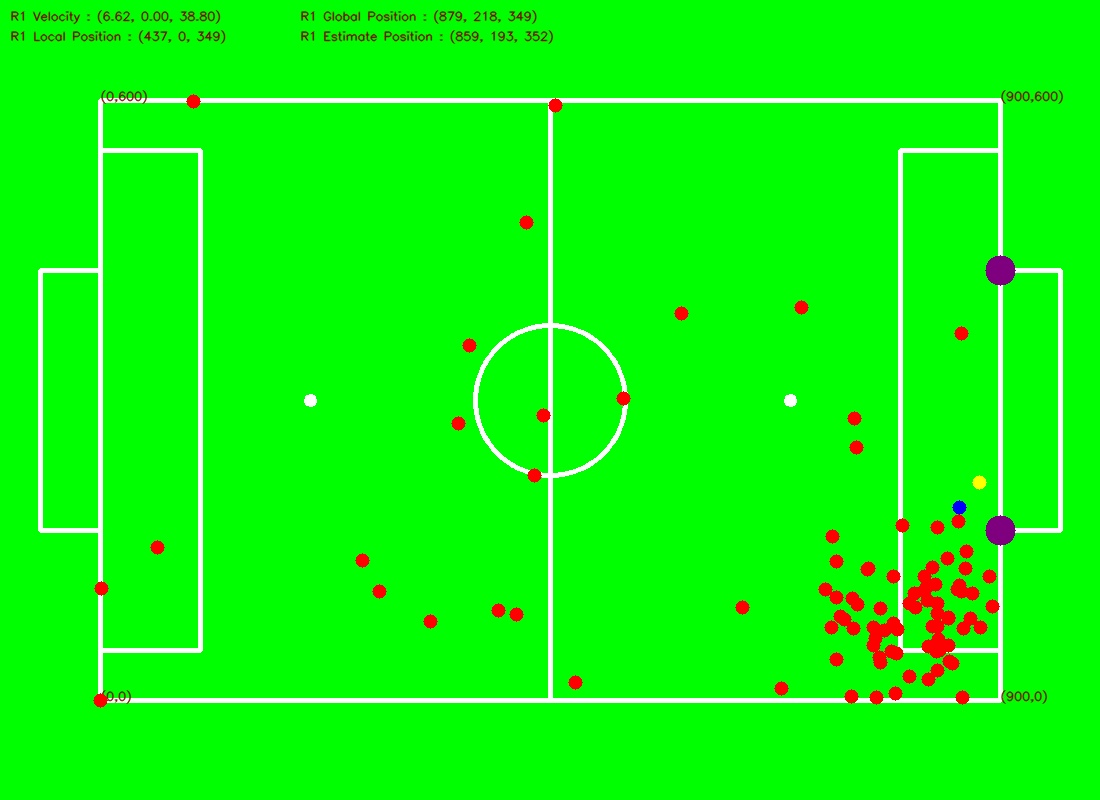 R1 Velocity : (6.62, 0.00, 38.80)
R1 Global Position : (879, 218, 349)
R1 Local Position : (437, 0, 349)
R1 Estimate Position : (859, 193, 352)
(0,600)
(900,600)
(0,0)
(900,0)